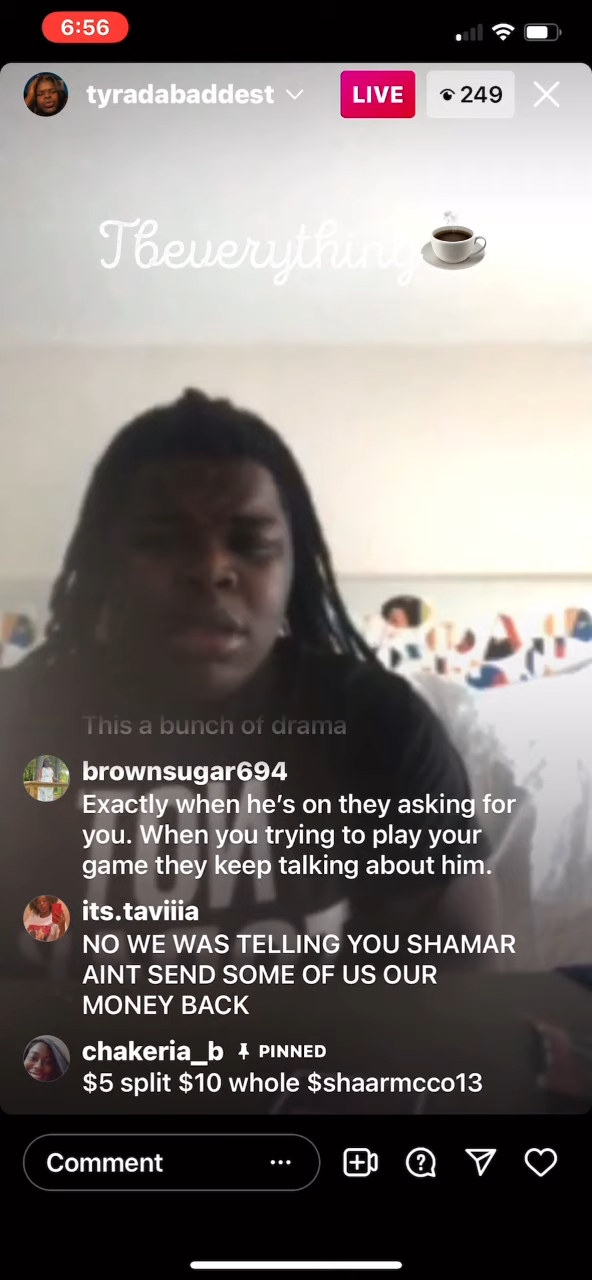 6:56
tyradabaddest
LIVE
249
Tbeverything
This a bunch of drama
brownsugar694
Exactly when he's on they asking for
you. When you trying to play your
game they keep talking about him.
its.taviiia
NO WE WAS TELLING YOU SHAMAR
AINT SEND SOME OF US OUR
MONEY BACK
chakeria_b PINNED
$5 split $10 whole $shaarmcco13
Comment ...